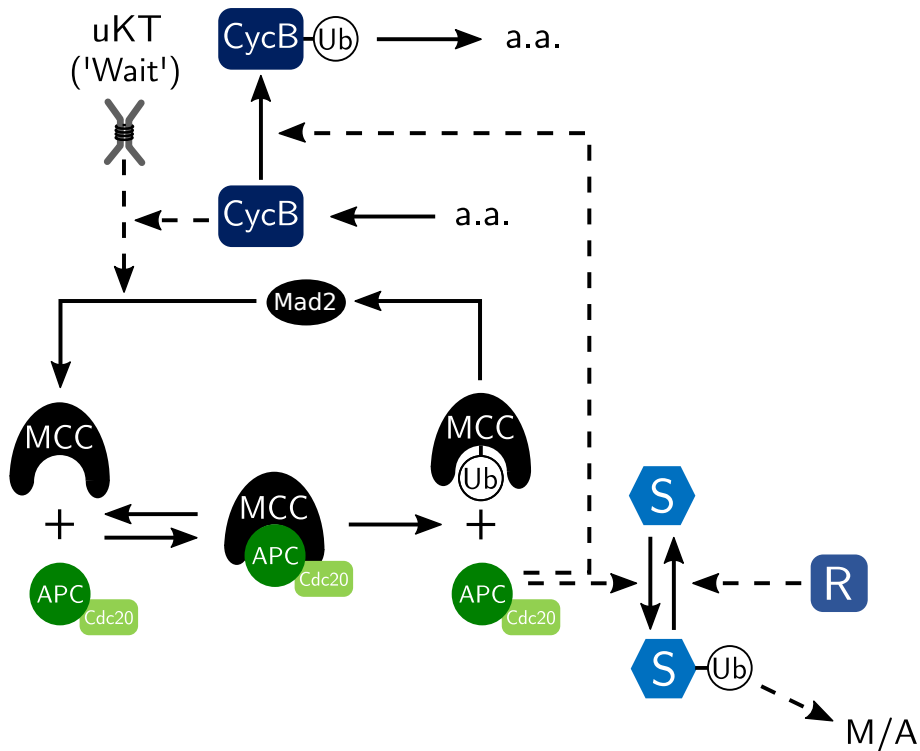 uKT
('Wait')
CycB Ub a.a.
CycB a.a.
Mad2
MCC
MCC
Ub
MCC
+
+
APC
Cdc20
APC
Cdc20
APC
Cdc20
S
R
S Ub
M/A